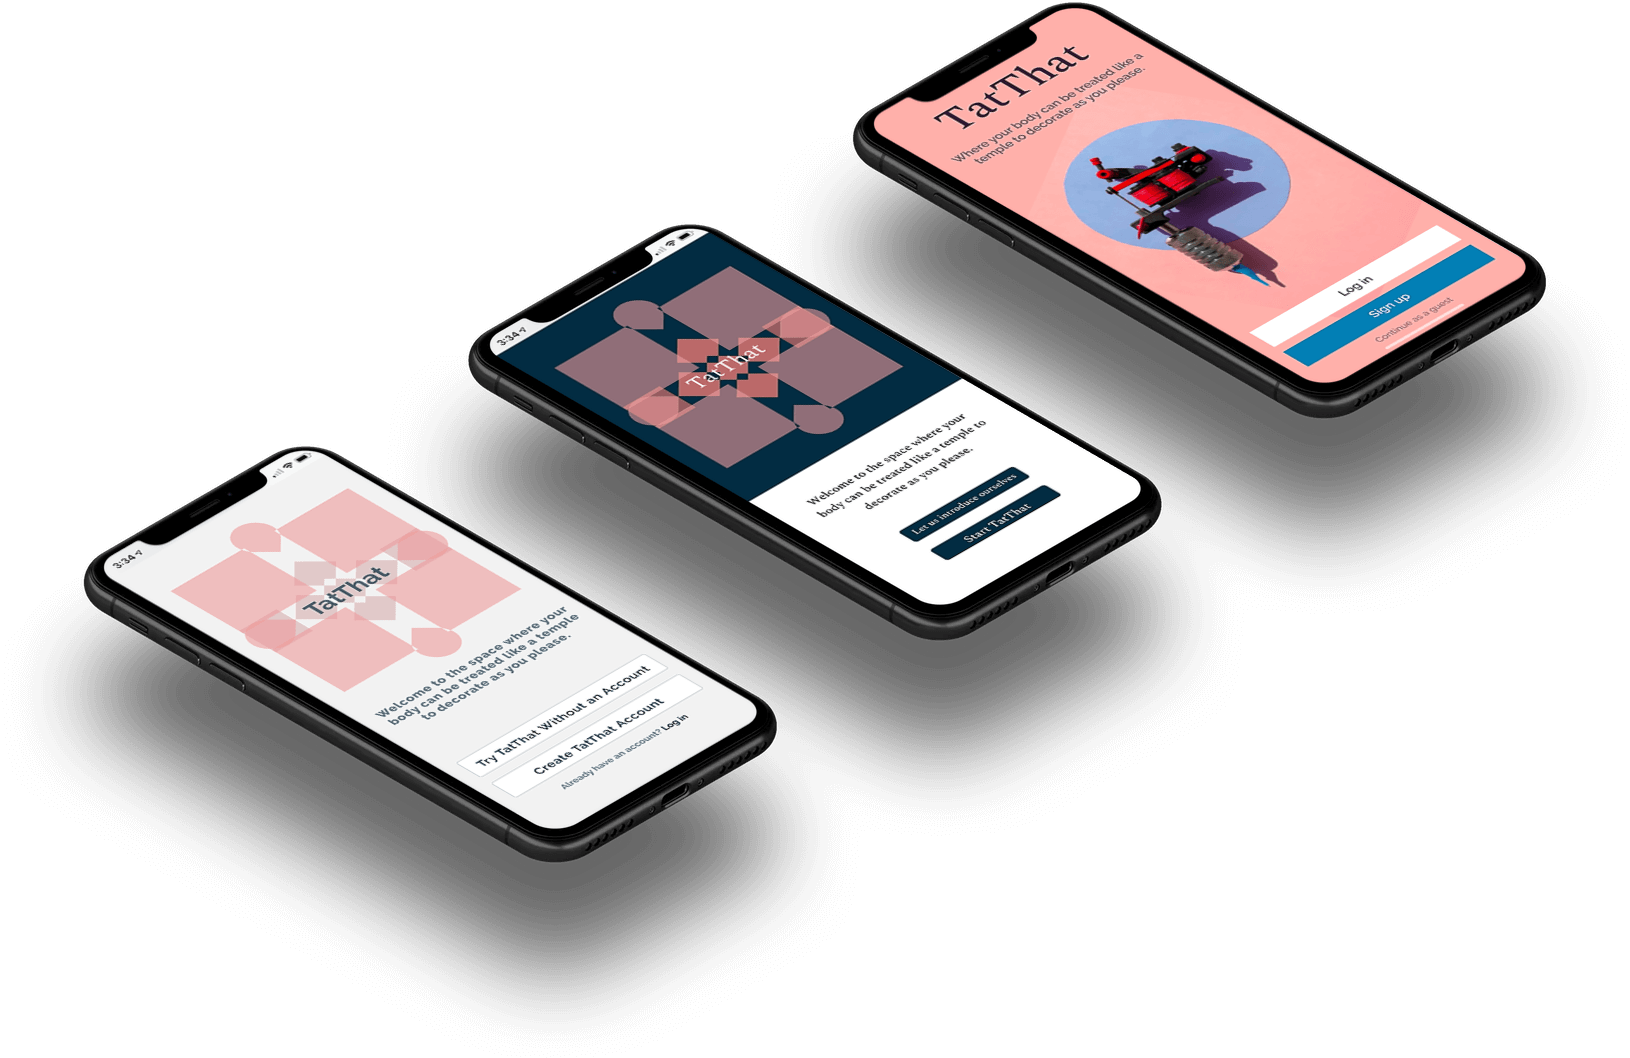 3:34
TatThat
Welcome to the space where your
body can be treated like a temple
to decorate as you please.
Try TatThat Without an Account
Create TatThat Account
Already have an account? Log in
3:34
TatThat
Welcome to the space where your
body can be treated like a temple to
decorate as you please.
Let us introduce ourselves
Start TatThat
TatThat
Where your body can be treated like a
temple to decorate as you please.
Log in
Sign up
Continue as a guest